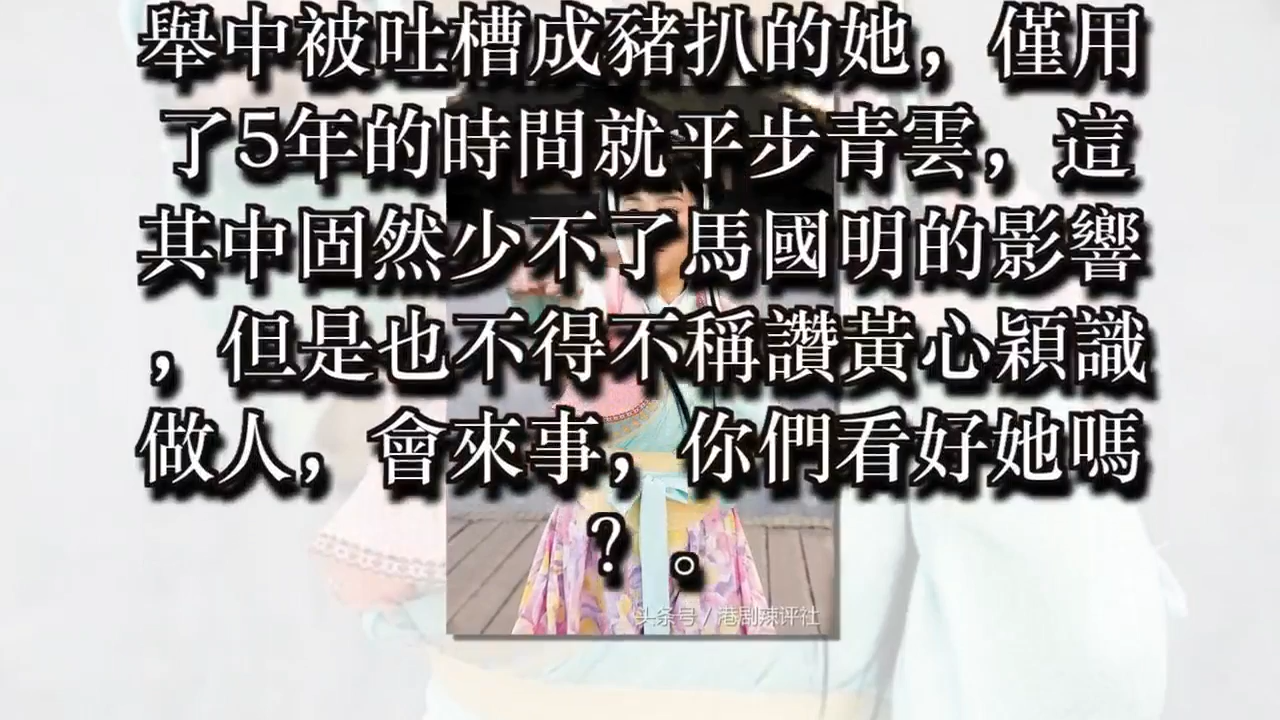 舉中被吐槽成豬扒的她，僅用
了5年的時間就平步青雲，這
其中固然少不了馬國明的影響
，但是也不得不稱讚黃心穎識
做人，會來事，你們看好她嗎
？。
头条号 / 港剧辣评社